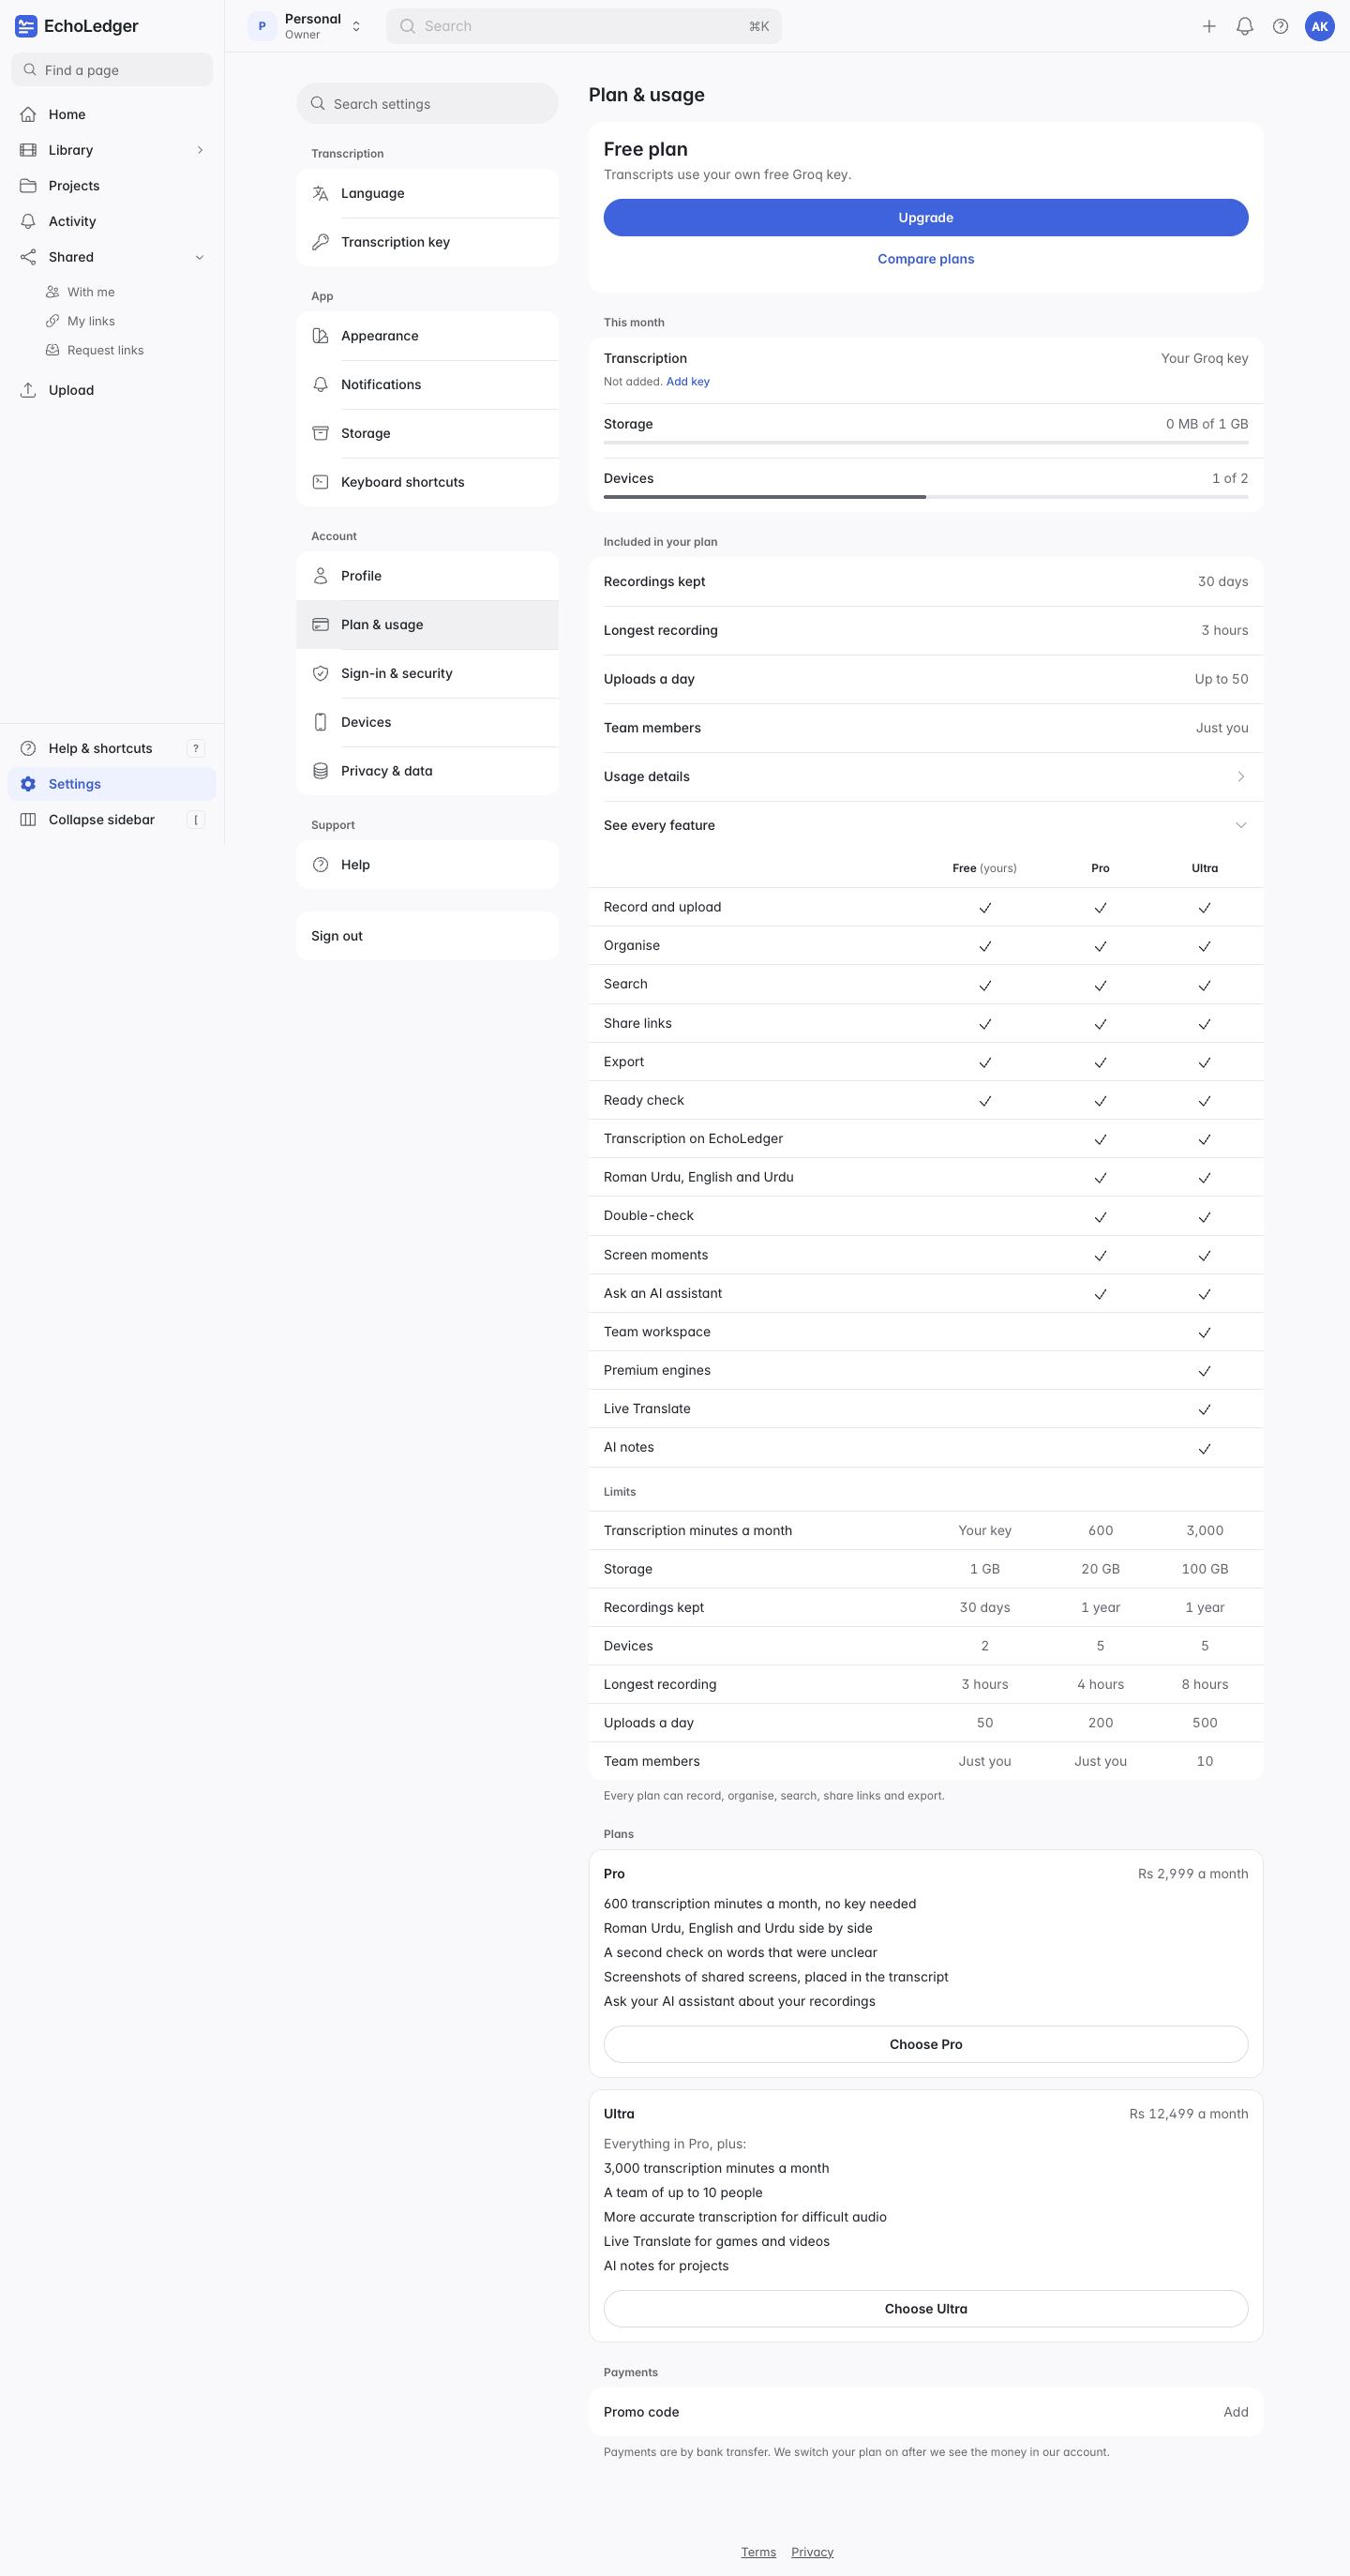 EchoLedger
Find a page
Home
Library
Projects
Activity
Shared
With me
My links
Request links
Upload
Help & shortcuts ?
Settings
Collapse sidebar [
P
Personal
Owner
Search ⌘K
AK
Search settings
Transcription
Language
Transcription key
App
Appearance
Notifications
Storage
Keyboard shortcuts
Account
Profile
Plan & usage
Sign-in & security
Devices
Privacy & data
Support
Help
Sign out
Plan & usage
Free plan
Transcripts use your own free Groq key.
Upgrade
Compare plans
This month
Transcription Your Groq key
Not added. Add key
Storage 0 MB of 1 GB
Devices 1 of 2
Included in your plan
Recordings kept 30 days
Longest recording 3 hours
Uploads a day Up to 50
Team members Just you
Usage details
See every feature
Free (yours) Pro Ultra
Record and upload ✓ ✓ ✓
Organise ✓ ✓ ✓
Search ✓ ✓ ✓
Share links ✓ ✓ ✓
Export ✓ ✓ ✓
Ready check ✓ ✓ ✓
Transcription on EchoLedger ✓ ✓
Roman Urdu, English and Urdu ✓ ✓
Double-check ✓ ✓
Screen moments ✓ ✓
Ask an AI assistant ✓ ✓
Team workspace ✓
Premium engines ✓
Live Translate ✓
AI notes ✓
Limits
Transcription minutes a month Your key 600 3,000
Storage 1 GB 20 GB 100 GB
Recordings kept 30 days 1 year 1 year
Devices 2 5 5
Longest recording 3 hours 4 hours 8 hours
Uploads a day 50 200 500
Team members Just you Just you 10
Every plan can record, organise, search, share links and export.
Plans
Pro Rs 2,999 a month
600 transcription minutes a month, no key needed
Roman Urdu, English and Urdu side by side
A second check on words that were unclear
Screenshots of shared screens, placed in the transcript
Ask your AI assistant about your recordings
Choose Pro
Ultra Rs 12,499 a month
Everything in Pro, plus:
3,000 transcription minutes a month
A team of up to 10 people
More accurate transcription for difficult audio
Live Translate for games and videos
AI notes for projects
Choose Ultra
Payments
Promo code Add
Payments are by bank transfer. We switch your plan on after we see the money in our account.
Terms Privacy